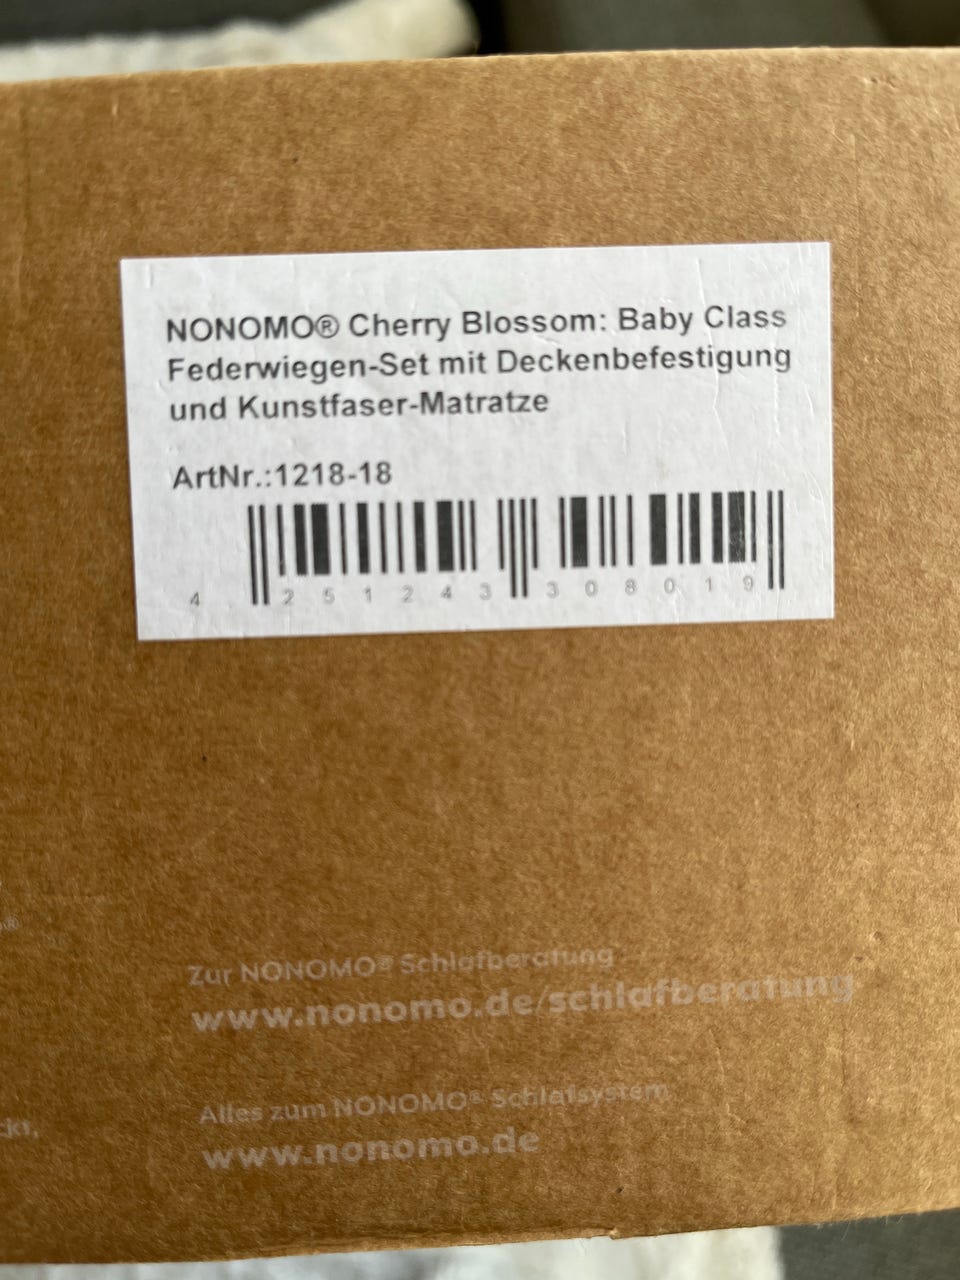 NONOMO® Cherry Blossom: Baby Class
Federwiegen-Set mit Deckenbefestigung
und Kunstfaser-Matratze
ArtNr.:1218-18
4 251243 308019
Zur NONOMO® Schlafberatung
www.nonomo.de/schlafberatung
Alles zum NONOMO® Schlafsystem
www.nonomo.de